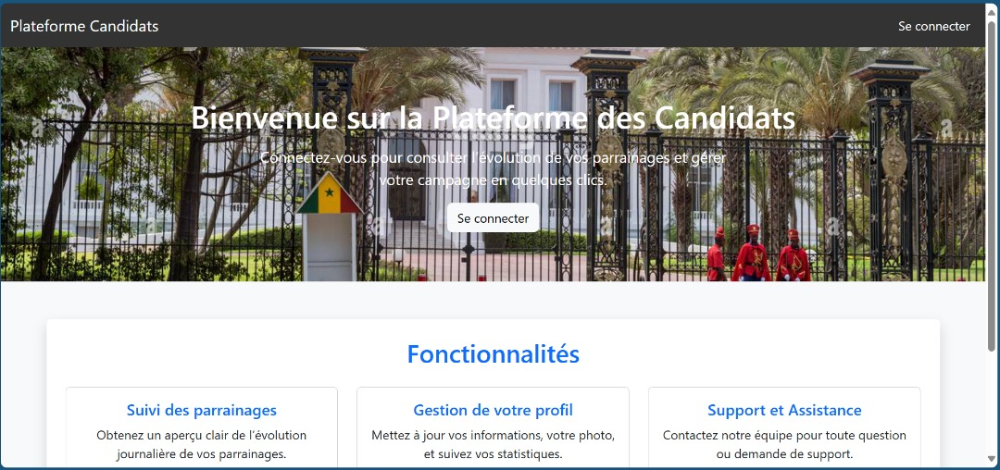 Plateforme Candidats
Se connecter
Bienvenue sur la Plateforme des Candidats
Connectez-vous pour consulter l'évolution de vos parrainages et gérer
votre campagne en quelques clics.
Se connecter
Fonctionnalités
Suivi des parrainages
Obtenez un aperçu clair de l'évolution
journalière de vos parrainages.
Gestion de votre profil
Mettez à jour vos informations, votre photo,
et suivez vos statistiques.
Support et Assistance
Contactez notre équipe pour toute question
ou demande de support.